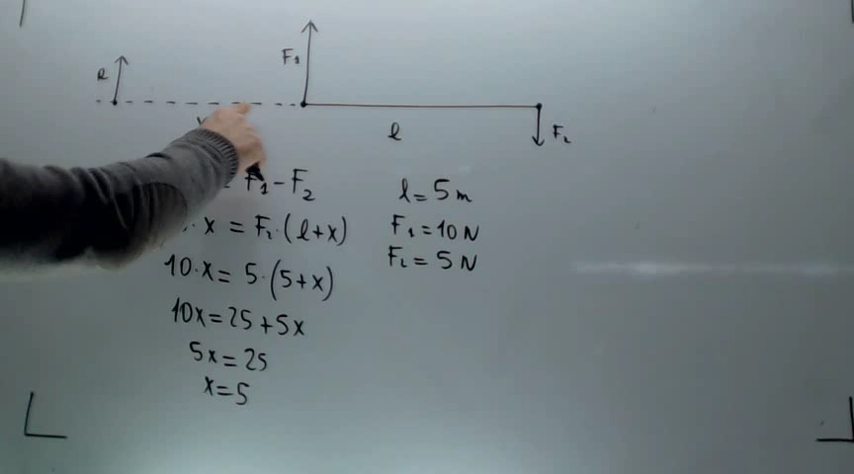 R
F₁
l
F₂
= F₁ - F₂
· x = F₂ · (l + x)
10 · x = 5 · (5 + x)
10x = 25 + 5x
5x = 25
x = 5
l = 5 m
F₁ = 10 N
F₂ = 5 N